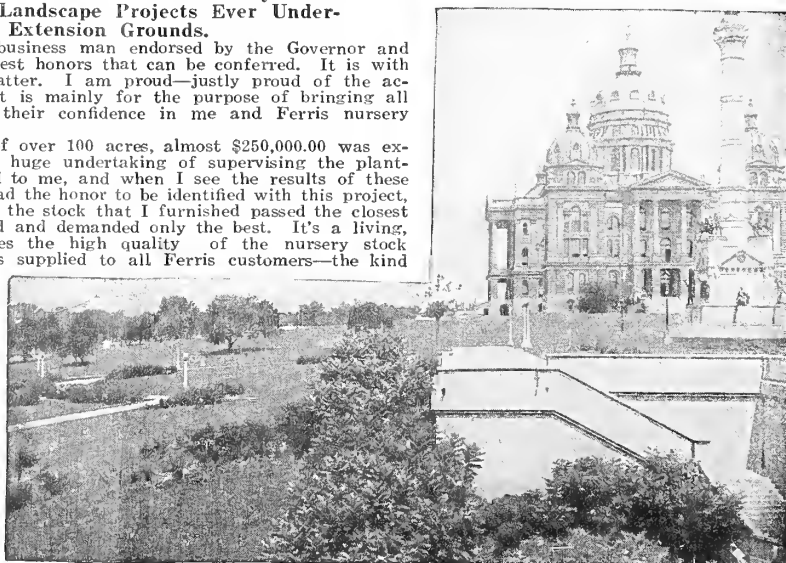 Landscape Projects Ever Under-
Extension Grounds.
business man endorsed by the Governor and
est honors that can be conferred. It is with
atter. I am proud—justly proud of the ac-
t is mainly for the purpose of bringing all
their confidence in me and Ferris nursery
f over 100 acres, almost $250,000.00 was ex-
huge undertaking of supervising the plant-
l to me, and when I see the results of these
ad the honor to be identified with this project,
the stock that I furnished passed the closest
d and demanded only the best. It's a living,
es the high quality of the nursery stock
s supplied to all Ferris customers—the kind